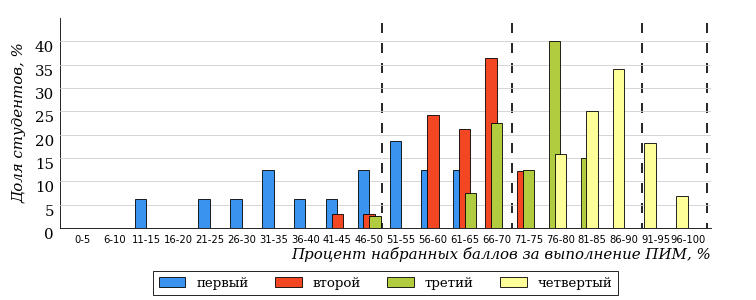 Доля студентов, %
40
35
30
25
20
15
10
5
0
0-5 6-10 11-15 16-20 21-25 26-30 31-35 36-40 41-45 46-50 51-55 56-60 61-65 66-70 71-75 76-80 81-85 86-90 91-95 96-100
Процент набранных баллов за выполнение ПИМ, %
первый второй третий четвертый